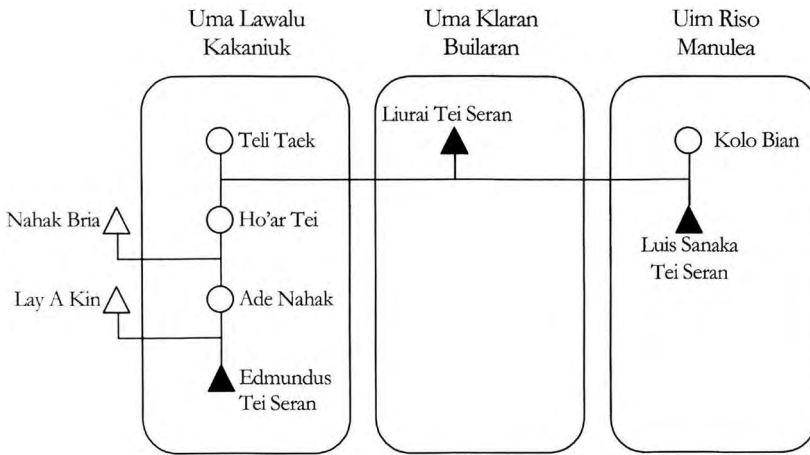 Uma Lawalu
Kakaniuk
Uma Klaran
Builaran
Uim Riso
Manulea
Liurai Tei Seran
Teli Taek
Kolo Bian
Nahak Bria
Ho'ar Tei
Luis Sanaka
Tei Seran
Lay A Kin
Ade Nahak
Edmundus
Tei Seran